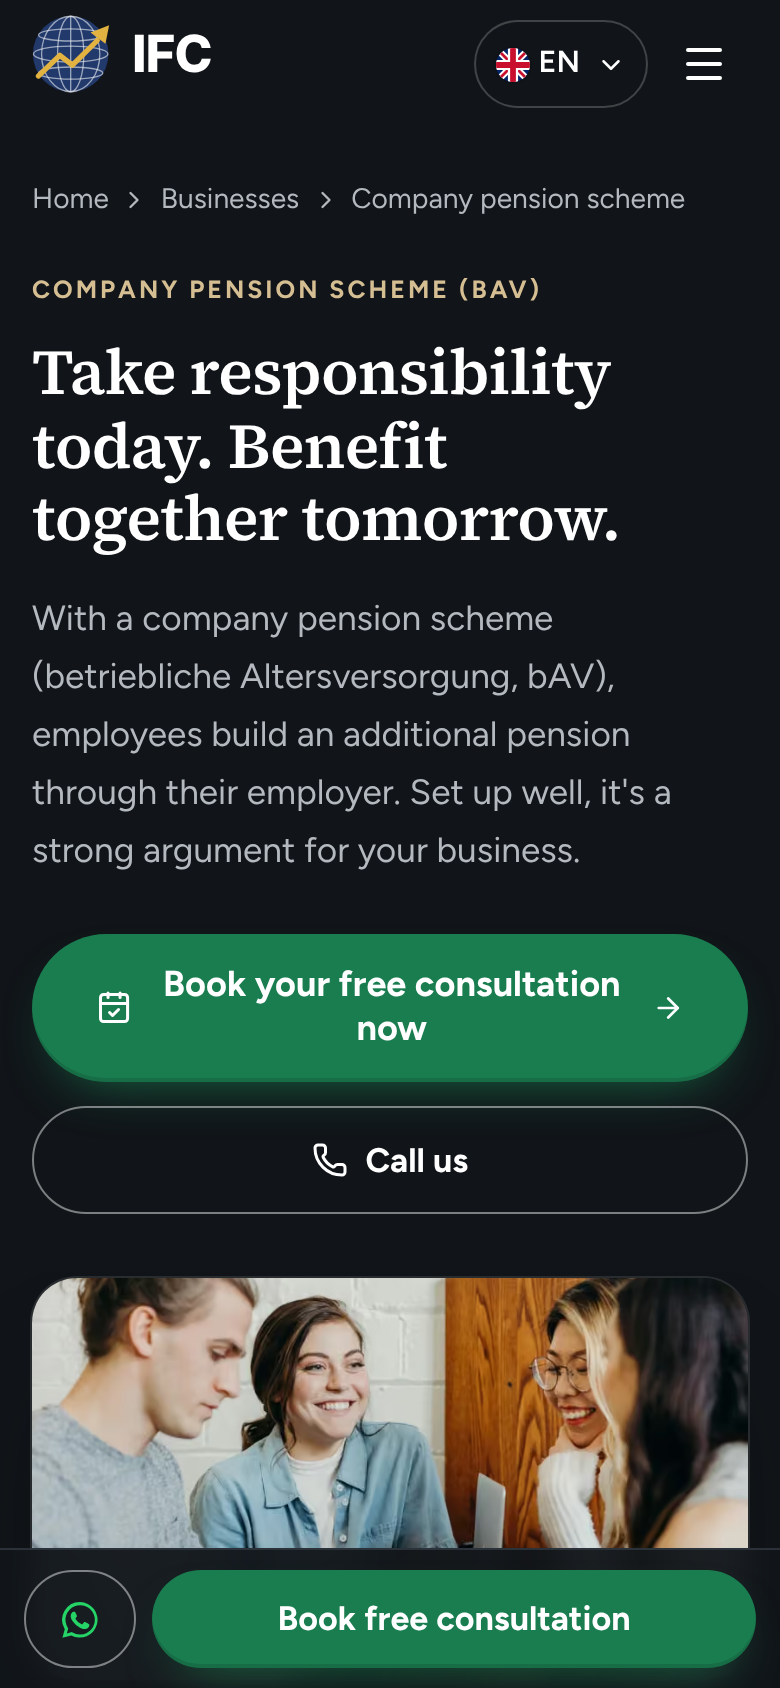 IFC
EN
Home > Businesses > Company pension scheme
COMPANY PENSION SCHEME (BAV)
Take responsibility
today. Benefit
together tomorrow.
With a company pension scheme
(betriebliche Altersversorgung, bAV),
employees build an additional pension
through their employer. Set up well, it's a
strong argument for your business.
Book your free consultation
now
Call us
Book free consultation